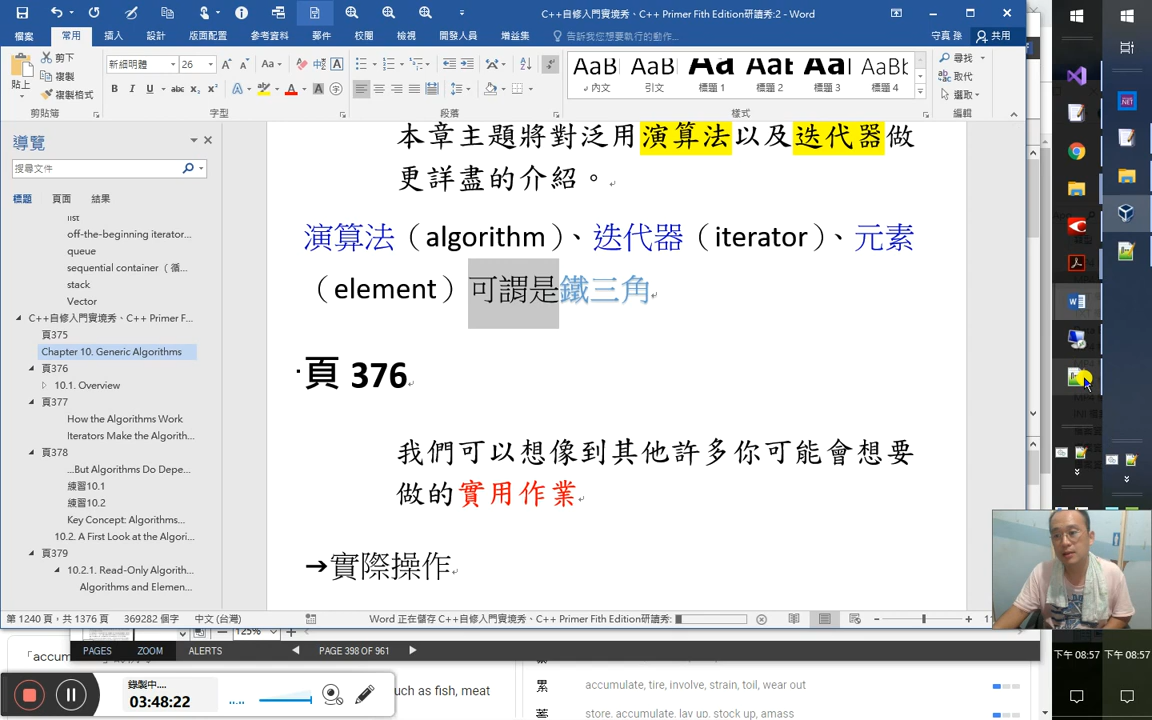 C++自修入門實境秀、C++ Primer Fith Edition研讀秀:2 - Word
檔案 常用 插入 設計 版面配置 參考資料 郵件 校閱 檢視 開發人員 增益集 告訴我您想要執行的動作... 守真 孫 共用
貼上 剪下 複製 複製格式
新細明體 26
AaB AaB AaB AaB AaB AaBb
內文 引文 標題 1 標題 2 標題 3 標題 4
尋找 取代 選取
剪貼簿 字型 段落 樣式 編輯
導覽
搜尋文件
標題 頁面 結果
list
off-the-beginning iterator...
queue
sequential container（循...
stack
Vector
C++自修入門實境秀、C++ Primer F...
頁375
Chapter 10. Generic Algorithms
頁376
10.1. Overview
頁377
How the Algorithms Work
Iterators Make the Algorith...
頁378
...But Algorithms Do Depe...
練習10.1
練習10.2
Key Concept: Algorithms...
10.2. A First Look at the Algori...
頁379
10.2.1. Read-Only Algorith...
Algorithms and Elemen...
本章主題將對泛用演算法以及迭代器做
更詳盡的介紹。
演算法（algorithm）、迭代器（iterator）、元素
（element）可謂是鐵三角
頁 376
我們可以想像到其他許多你可能會想要
做的實用作業
→實際操作
第 1240 頁，共 1376 頁 369282 個字 中文 (台灣) Word 正在儲存 C++自修入門實境秀、C++ Primer Fith Edition研讀秀:
125%
PAGES ZOOM ALERTS PAGE 398 OF 961
「accum
such as fish, meat
累 accumulate, tire, involve, strain, toil, wear out
蓄 store, accumulate, lay up, stock up, amass
錄製中....
03:48:22
下午 08:57 下午 08:57